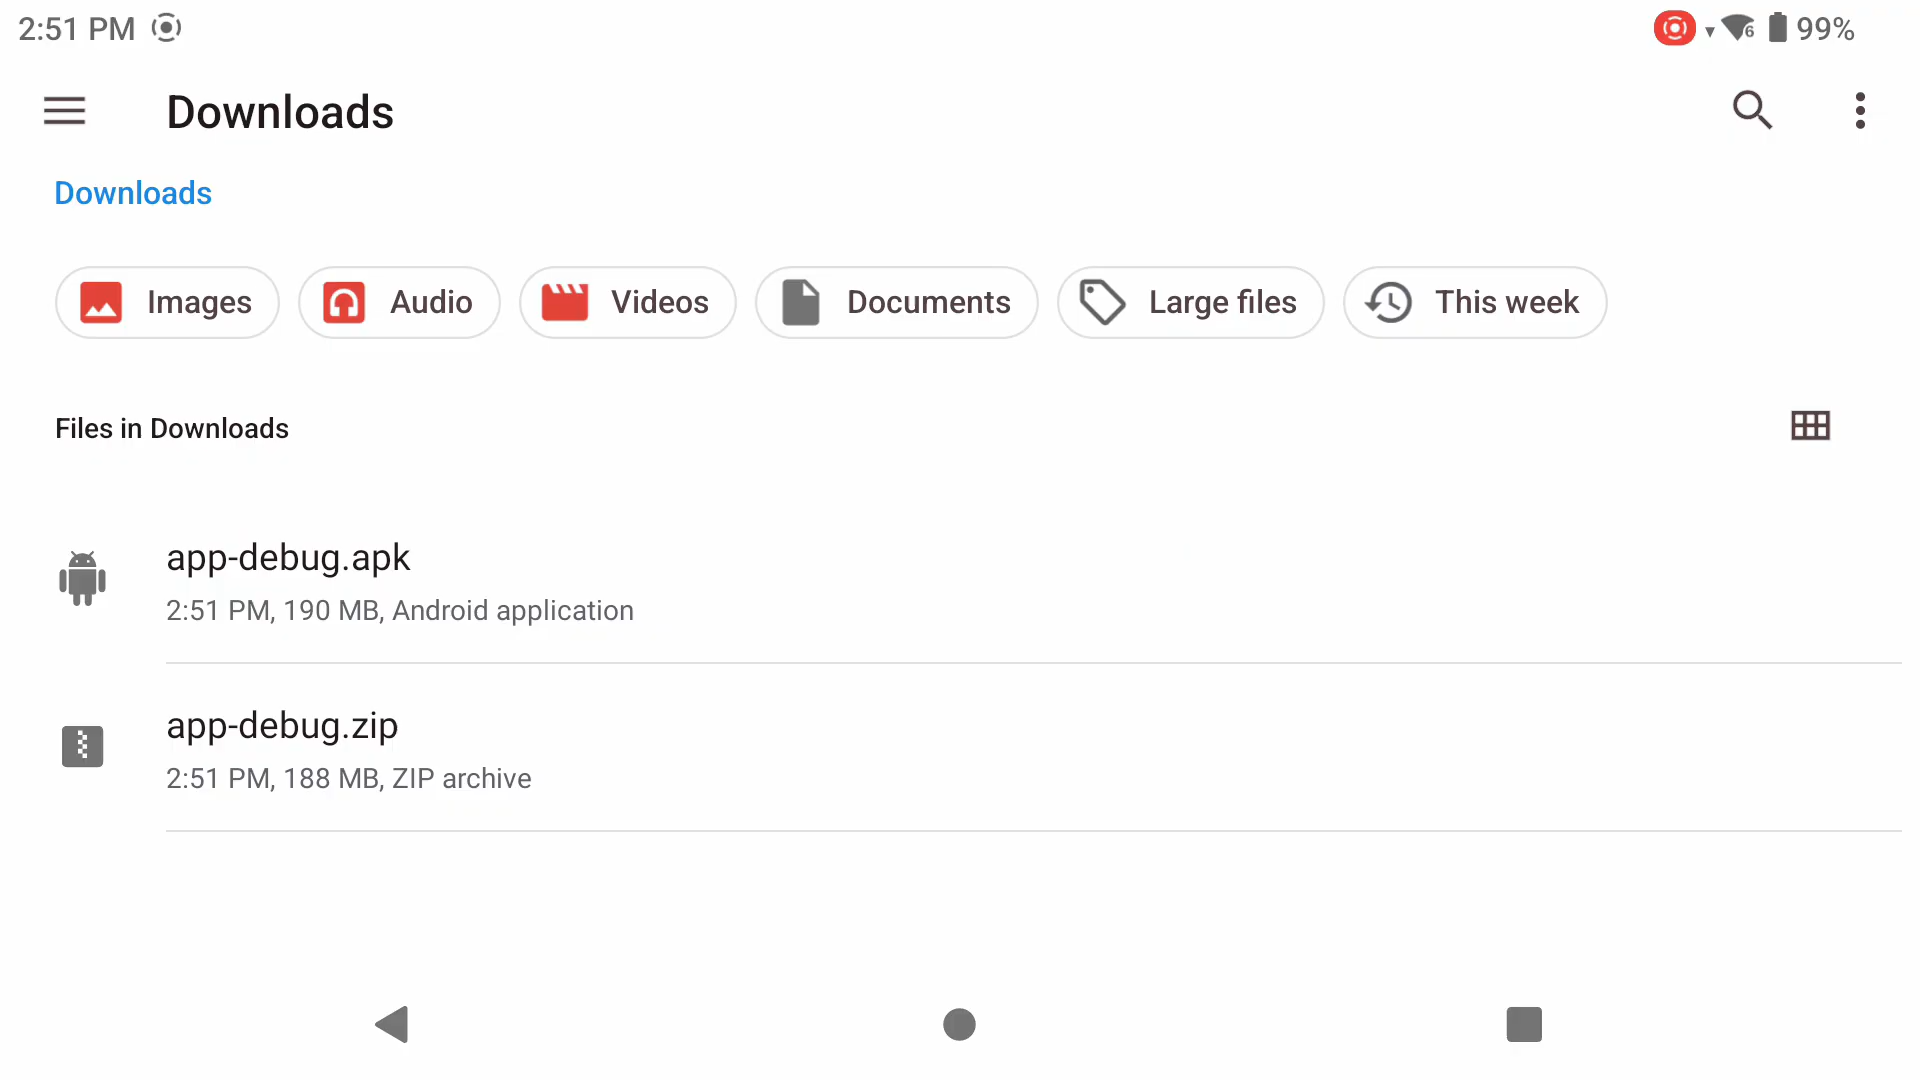 2:51 PM 6 99%
Downloads
Downloads
Images Audio Videos Documents Large files This week
Files in Downloads
app-debug.apk
2:51 PM, 190 MB, Android application
app-debug.zip
2:51 PM, 188 MB, ZIP archive